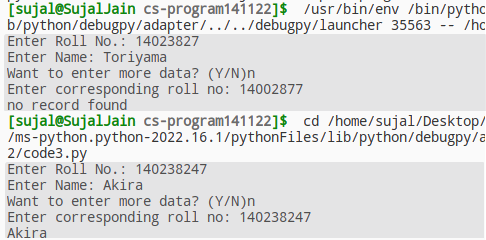 [sujal@SujalJain cs-program141122]$ /usr/bin/env /bin/pytho
b/python/debugpy/adapter/../../debugpy/launcher 35563 -- /ho
Enter Roll No.: 14023827
Enter Name: Toriyama
Want to enter more data? (Y/N)n
Enter corresponding roll no: 14002877
no record found
[sujal@SujalJain cs-program141122]$ cd /home/sujal/Desktop/
/ms-python.python-2022.16.1/pythonFiles/lib/python/debugpy/a
2/code3.py
Enter Roll No.: 140238247
Enter Name: Akira
Want to enter more data? (Y/N)n
Enter corresponding roll no: 140238247
Akira